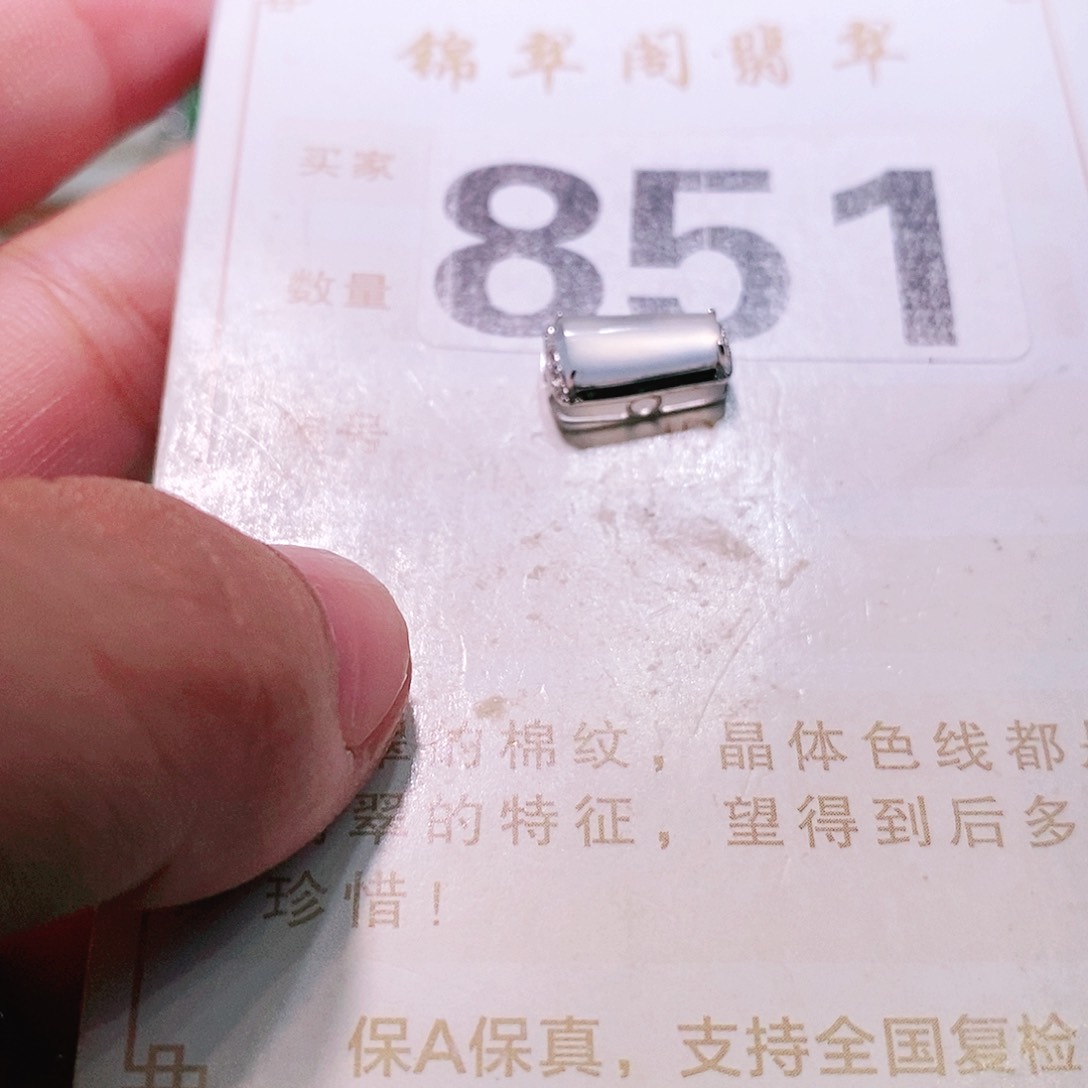 錦翠阁翡翠
买家
851
数量
号
的棉纹，晶体色线都
翠的特征，望得到后多
珍惜！
保A保真，支持全国复检